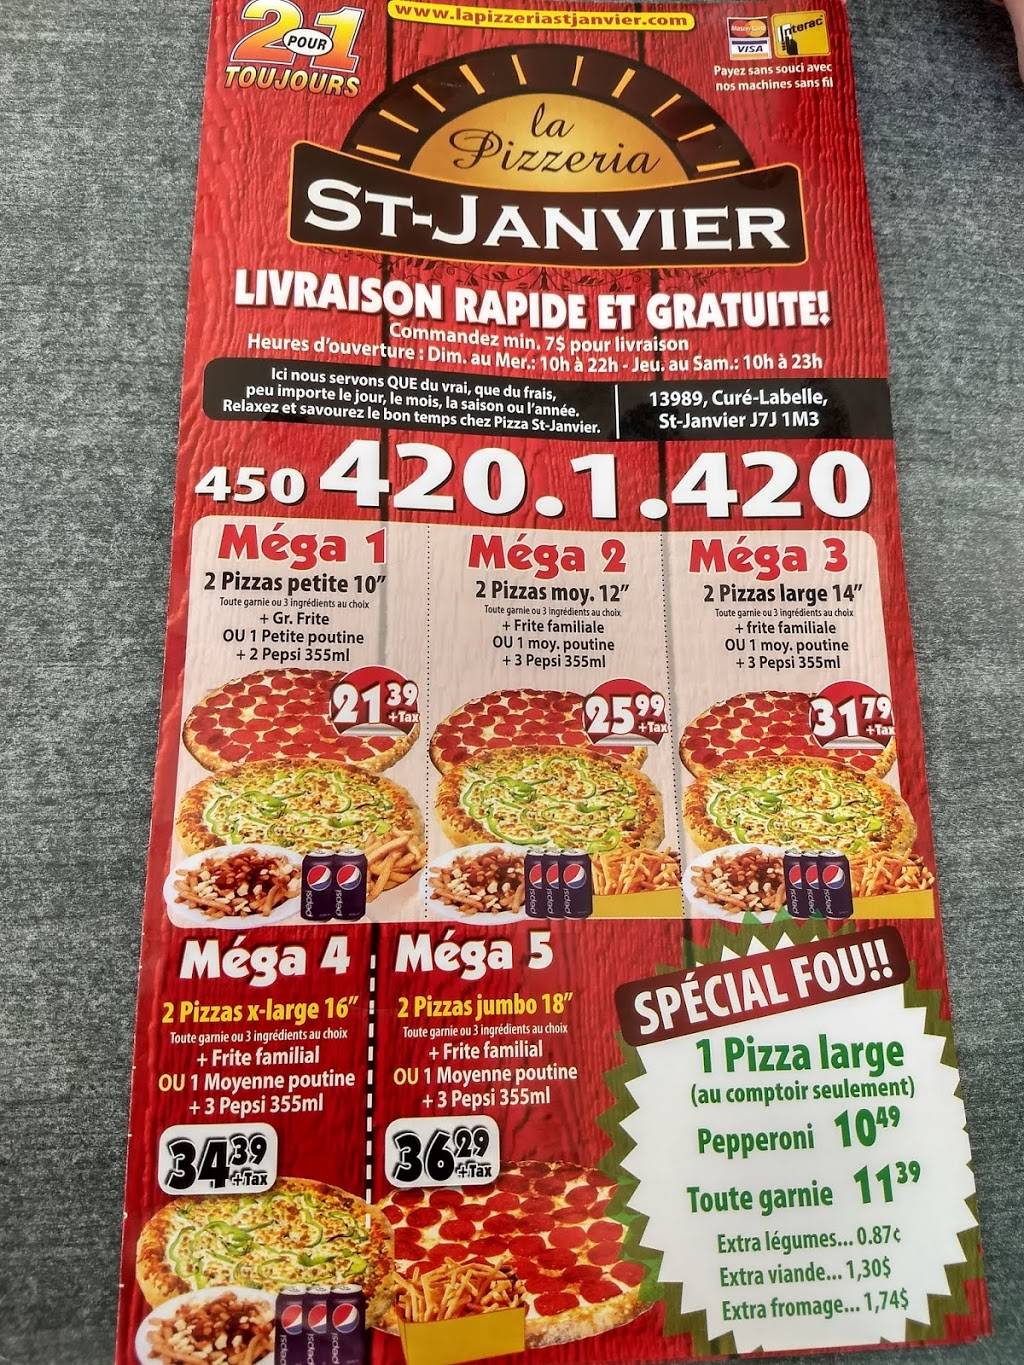 2 POUR 1
TOUJOURS
www.lapizzeriastjanvier.com
MasterCard
VISA
Interac
Payez sans souci avec
nos machines sans fil
la
Pizzeria
ST-JANVIER
LIVRAISON RAPIDE ET GRATUITE!
Commandez min. 7$ pour livraison
Heures d'ouverture : Dim. au Mer.: 10h à 22h - Jeu. au Sam.: 10h à 23h
Ici nous servons QUE du vrai, que du frais,
peu importe le jour, le mois, la saison ou l'année.
Relaxez et savourez le bon temps chez Pizza St-Janvier.
13989, Curé-Labelle,
St-Janvier J7J 1M3
450 420.1.420
Méga 1
2 Pizzas petite 10"
Toute garnie ou 3 ingrédients au choix
+ Gr. Frite
OU 1 Petite poutine
+ 2 Pepsi 355ml
21.39
+Tax
pepsi
pepsi
Méga 2
2 Pizzas moy. 12"
Toute garnie ou 3 ingrédients au choix
+ Frite familiale
OU 1 moy. poutine
+ 3 Pepsi 355ml
25.99
+Tax
pepsi
Méga 3
2 Pizzas large 14"
Toute garnie ou 3 ingrédients au choix
+ frite familiale
OU 1 moy. poutine
+ 3 Pepsi 355ml
31.79
+Tax
pepsi
Méga 4
2 Pizzas x-large 16"
Toute garnie ou 3 ingrédients au choix
+ Frite familial
OU 1 Moyenne poutine
+ 3 Pepsi 355ml
34.39
+Tax
pepsi
Méga 5
2 Pizzas jumbo 18"
Toute garnie ou 3 ingrédients au choix
+ Frite familial
OU 1 Moyenne poutine
+ 3 Pepsi 355ml
36.29
+Tax
SPÉCIAL FOU!!
1 Pizza large
(au comptoir seulement)
Pepperoni 10.49
Toute garnie 11.39
Extra légumes... 0.87¢
Extra viande... 1,30$
Extra fromage... 1,74$